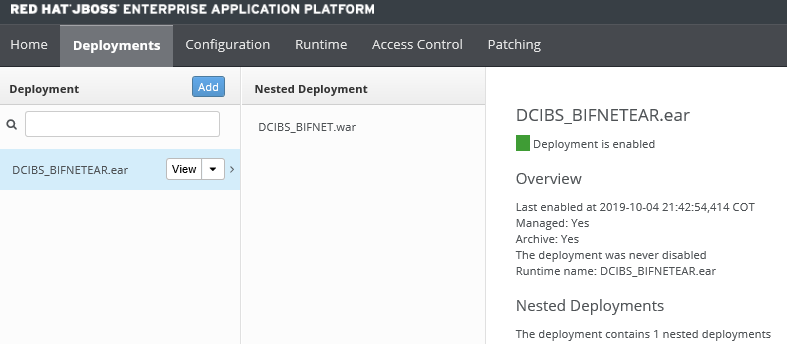 RED HAT JBOSS ENTERPRISE APPLICATION PLATFORM
Home Deployments Configuration Runtime Access Control Patching
Deployment Add
Nested Deployment
DCIBS_BIFNETEAR.ear View
DCIBS_BIFNET.war
DCIBS_BIFNETEAR.ear
Deployment is enabled
Overview
Last enabled at 2019-10-04 21:42:54,414 COT
Managed: Yes
Archive: Yes
The deployment was never disabled
Runtime name: DCIBS_BIFNETEAR.ear
Nested Deployments
The deployment contains 1 nested deployments